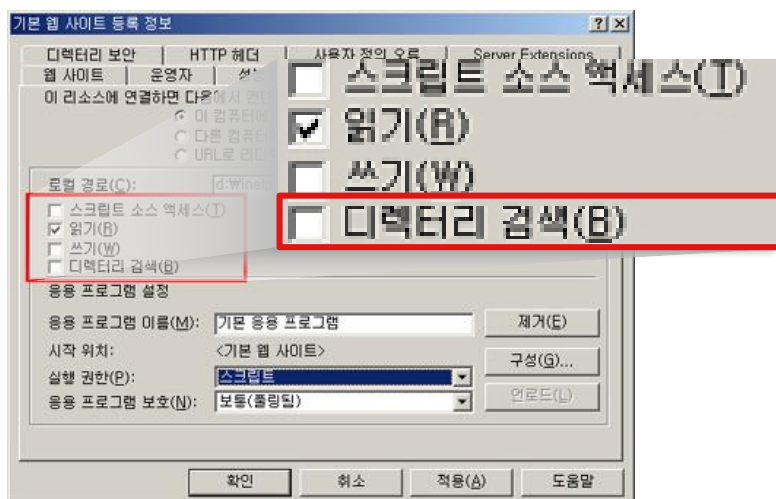 기본 웹 사이트 등록 정보
디렉터리 보안 HTTP 헤더 사용자 정의 오류 Server Extensions
웹 사이트 운영자
이 리소스에 연결하면 다음에서
이 컴퓨터에
다른 컴퓨터
URL로 리디
로컬 경로(C):
스크립트 소스 액세스(T)
읽기(R)
쓰기(W)
디렉터리 검색(B)
스크립트 소스 액세스(T)
읽기(R)
쓰기(W)
디렉터리 검색(B)
응용 프로그램 설정
응용 프로그램 이름(M): 기본 응용 프로그램 제거(E)
시작 위치: <기본 웹 사이트>
구성(G)...
실행 권한(P): 스크립트
언로드(L)
응용 프로그램 보호(N): 보통(풀링됨)
확인 취소 적용(A) 도움말